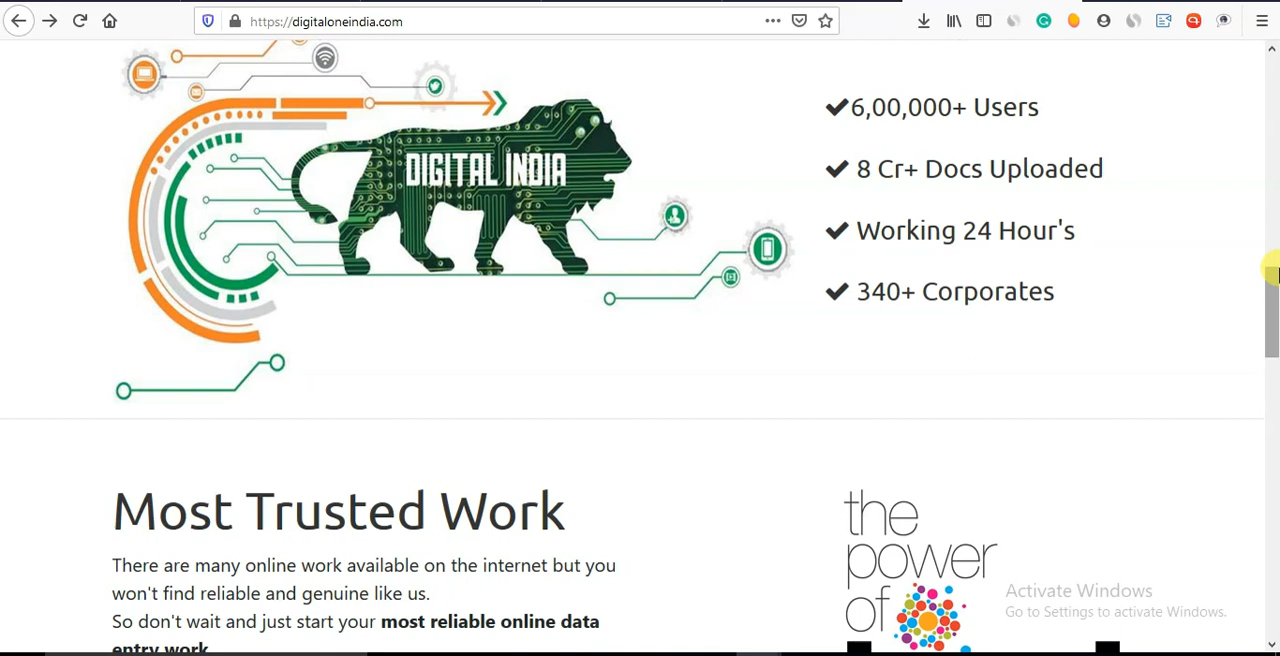 https://digitaloneindia.com
DIGITAL INDIA
6,00,000+ Users
8 Cr+ Docs Uploaded
Working 24 Hour's
340+ Corporates
Most Trusted Work
There are many online work available on the internet but you
won't find reliable and genuine like us.
So don't wait and just start your most reliable online data
entry work
the
power
of
Activate Windows
Go to Settings to activate Windows.